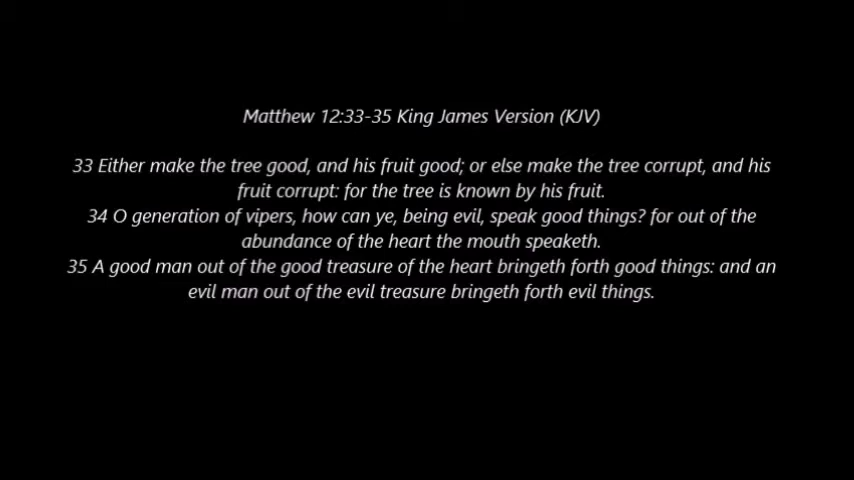 Matthew 12:33-35 King James Version (KJV)
33 Either make the tree good, and his fruit good; or else make the tree corrupt, and his
fruit corrupt: for the tree is known by his fruit.
34 O generation of vipers, how can ye, being evil, speak good things? for out of the
abundance of the heart the mouth speaketh.
35 A good man out of the good treasure of the heart bringeth forth good things: and an
evil man out of the evil treasure bringeth forth evil things.